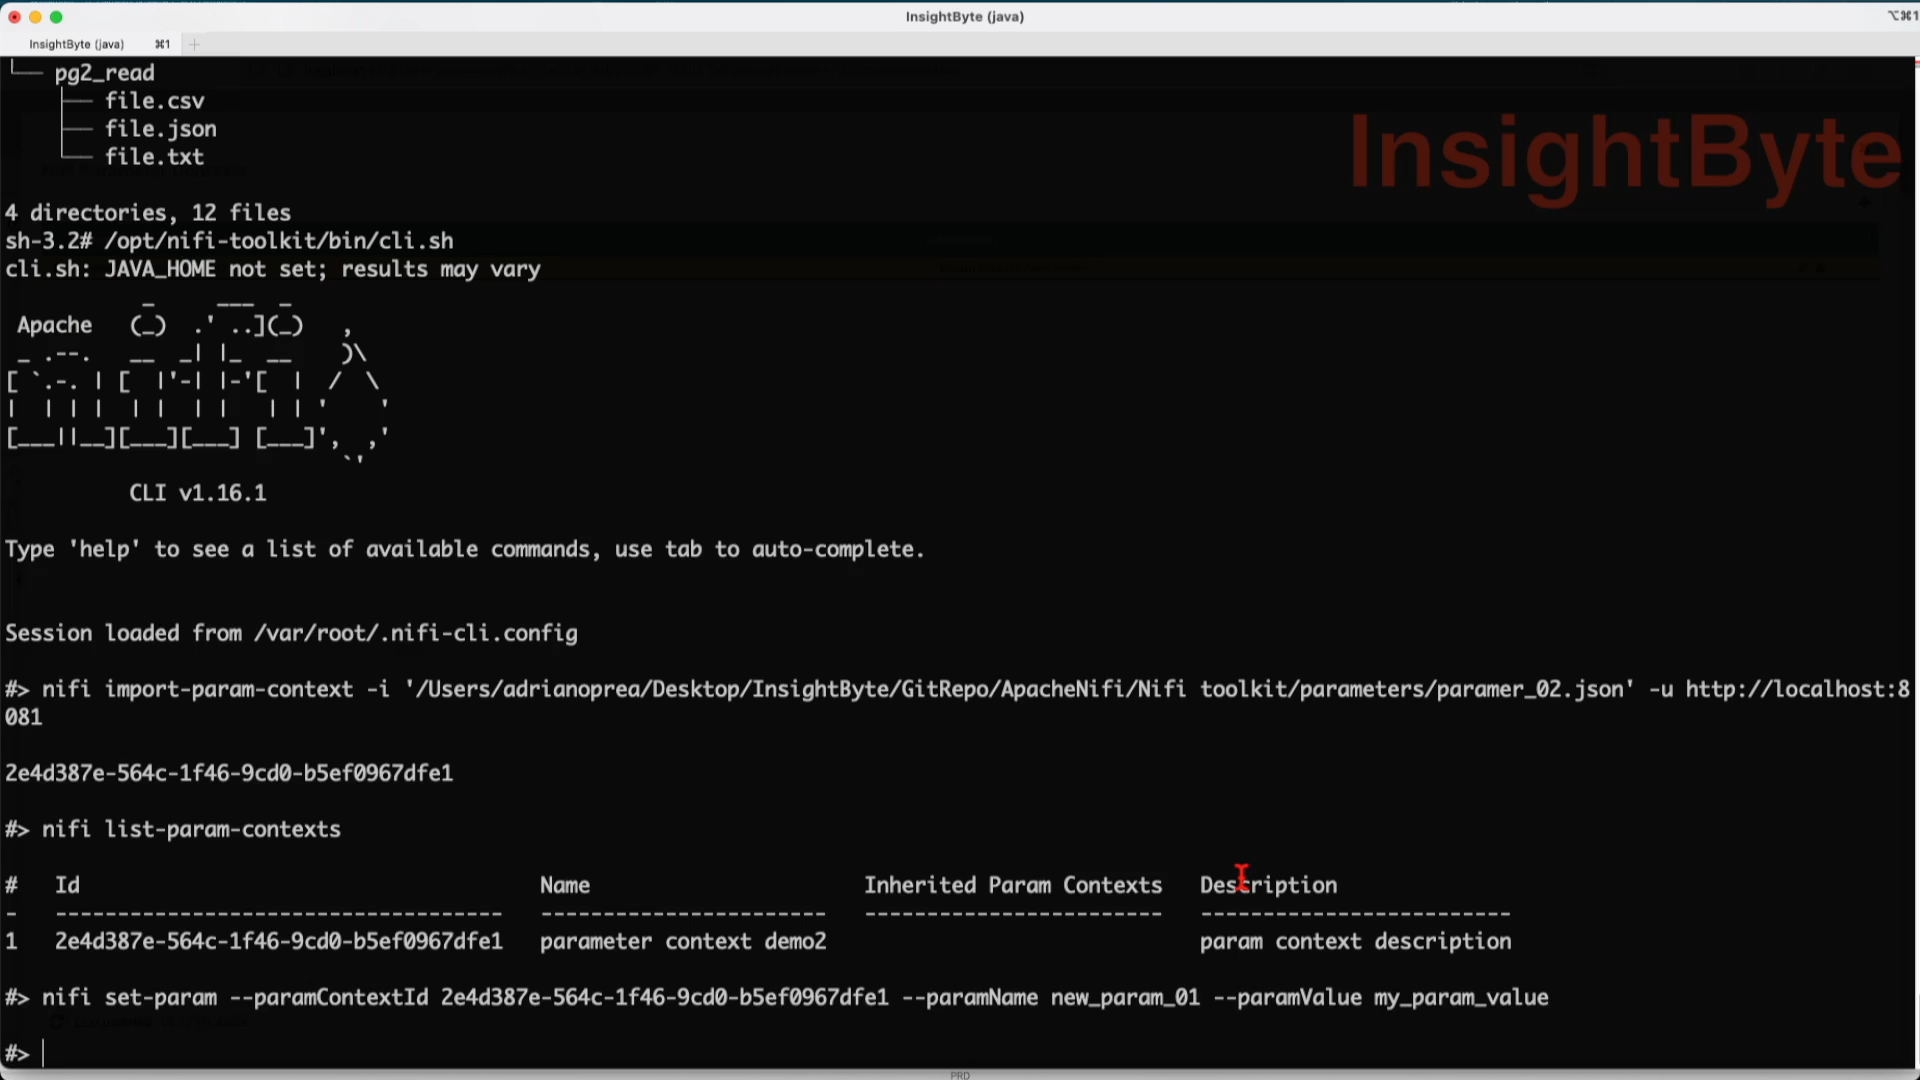 InsightByte (java)
⌥⌘1
InsightByte (java) ⌘1
└── pg2_read
├── file.csv
├── file.json
└── file.txt
InsightByte
4 directories, 12 files
sh-3.2# /opt/nifi-toolkit/bin/cli.sh
cli.sh: JAVA_HOME not set; results may vary
Apache
CLI v1.16.1
Type 'help' to see a list of available commands, use tab to auto-complete.
Session loaded from /var/root/.nifi-cli.config
#> nifi import-param-context -i '/Users/adrianoprea/Desktop/InsightByte/GitRepo/ApacheNifi/Nifi toolkit/parameters/paramer_02.json' -u http://localhost:8
081
2e4d387e-564c-1f46-9cd0-b5ef0967dfe1
#> nifi list-param-contexts
# Id Name Inherited Param Contexts Description
- ------------------------------------ ----------------------- ------------------------ -------------------------
1 2e4d387e-564c-1f46-9cd0-b5ef0967dfe1 parameter context demo2 param context description
#> nifi set-param --paramContextId 2e4d387e-564c-1f46-9cd0-b5ef0967dfe1 --paramName new_param_01 --paramValue my_param_value
#>
PRD